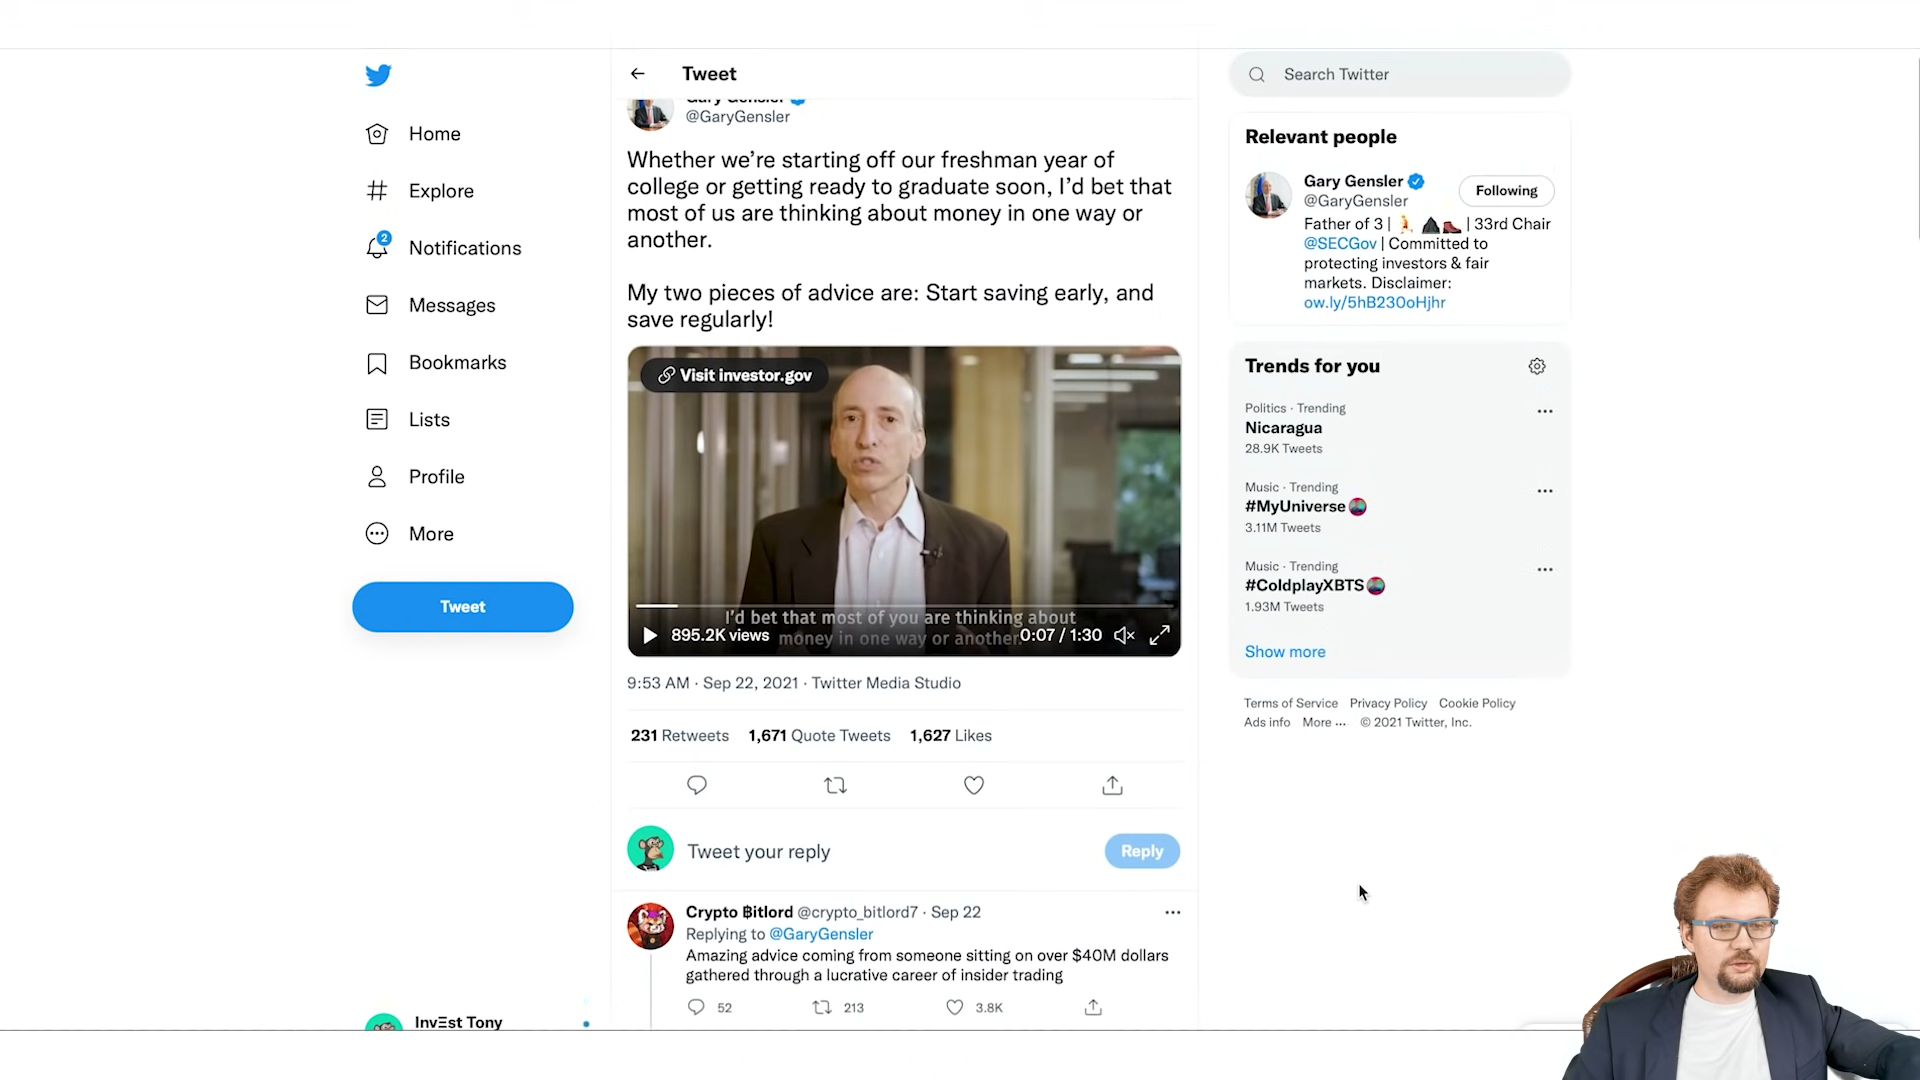 Tweet
Search Twitter
Home
Explore
2
Notifications
Messages
Bookmarks
Lists
Profile
More
Tweet
InvΞst Tony
Gary Gensler
@GaryGensler
Whether we’re starting off our freshman year of
college or getting ready to graduate soon, I’d bet that
most of us are thinking about money in one way or
another.
My two pieces of advice are: Start saving early, and
save regularly!
Visit investor.gov
I’d bet that most of you are thinking about
money in one way or another.
895.2K views
0:07 / 1:30
9:53 AM · Sep 22, 2021 · Twitter Media Studio
231 Retweets 1,671 Quote Tweets 1,627 Likes
Tweet your reply
Reply
Crypto ฿itlord @crypto_bitlord7 · Sep 22
Replying to @GaryGensler
Amazing advice coming from someone sitting on over $40M dollars
gathered through a lucrative career of insider trading
52 213 3.8K
Relevant people
Gary Gensler
Following
@GaryGensler
Father of 3 | | 33rd Chair
@SECGov | Committed to
protecting investors & fair
markets. Disclaimer:
ow.ly/5hB23OoHjhr
Trends for you
Politics · Trending
Nicaragua
28.9K Tweets
Music · Trending
#MyUniverse
3.11M Tweets
Music · Trending
#ColdplayXBTS
1.93M Tweets
Show more
Terms of Service Privacy Policy Cookie Policy
Ads info More ··· © 2021 Twitter, Inc.